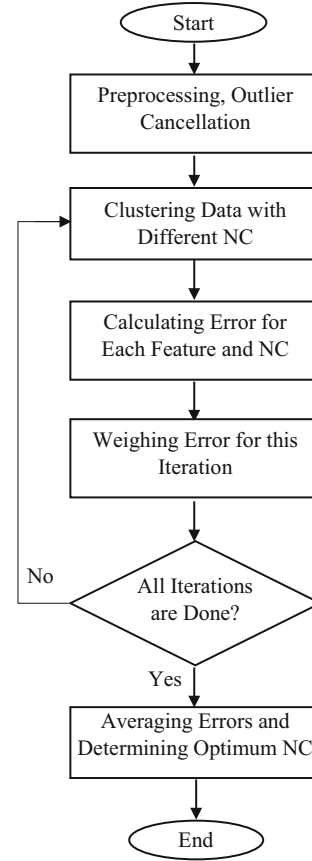 Start
Preprocessing, Outlier
Cancellation
Clustering Data with
Different NC
Calculating Error for
Each Feature and NC
Weighing Error for this
Iteration
No
All Iterations
are Done?
Yes
Averaging Errors and
Determining Optimum NC
End